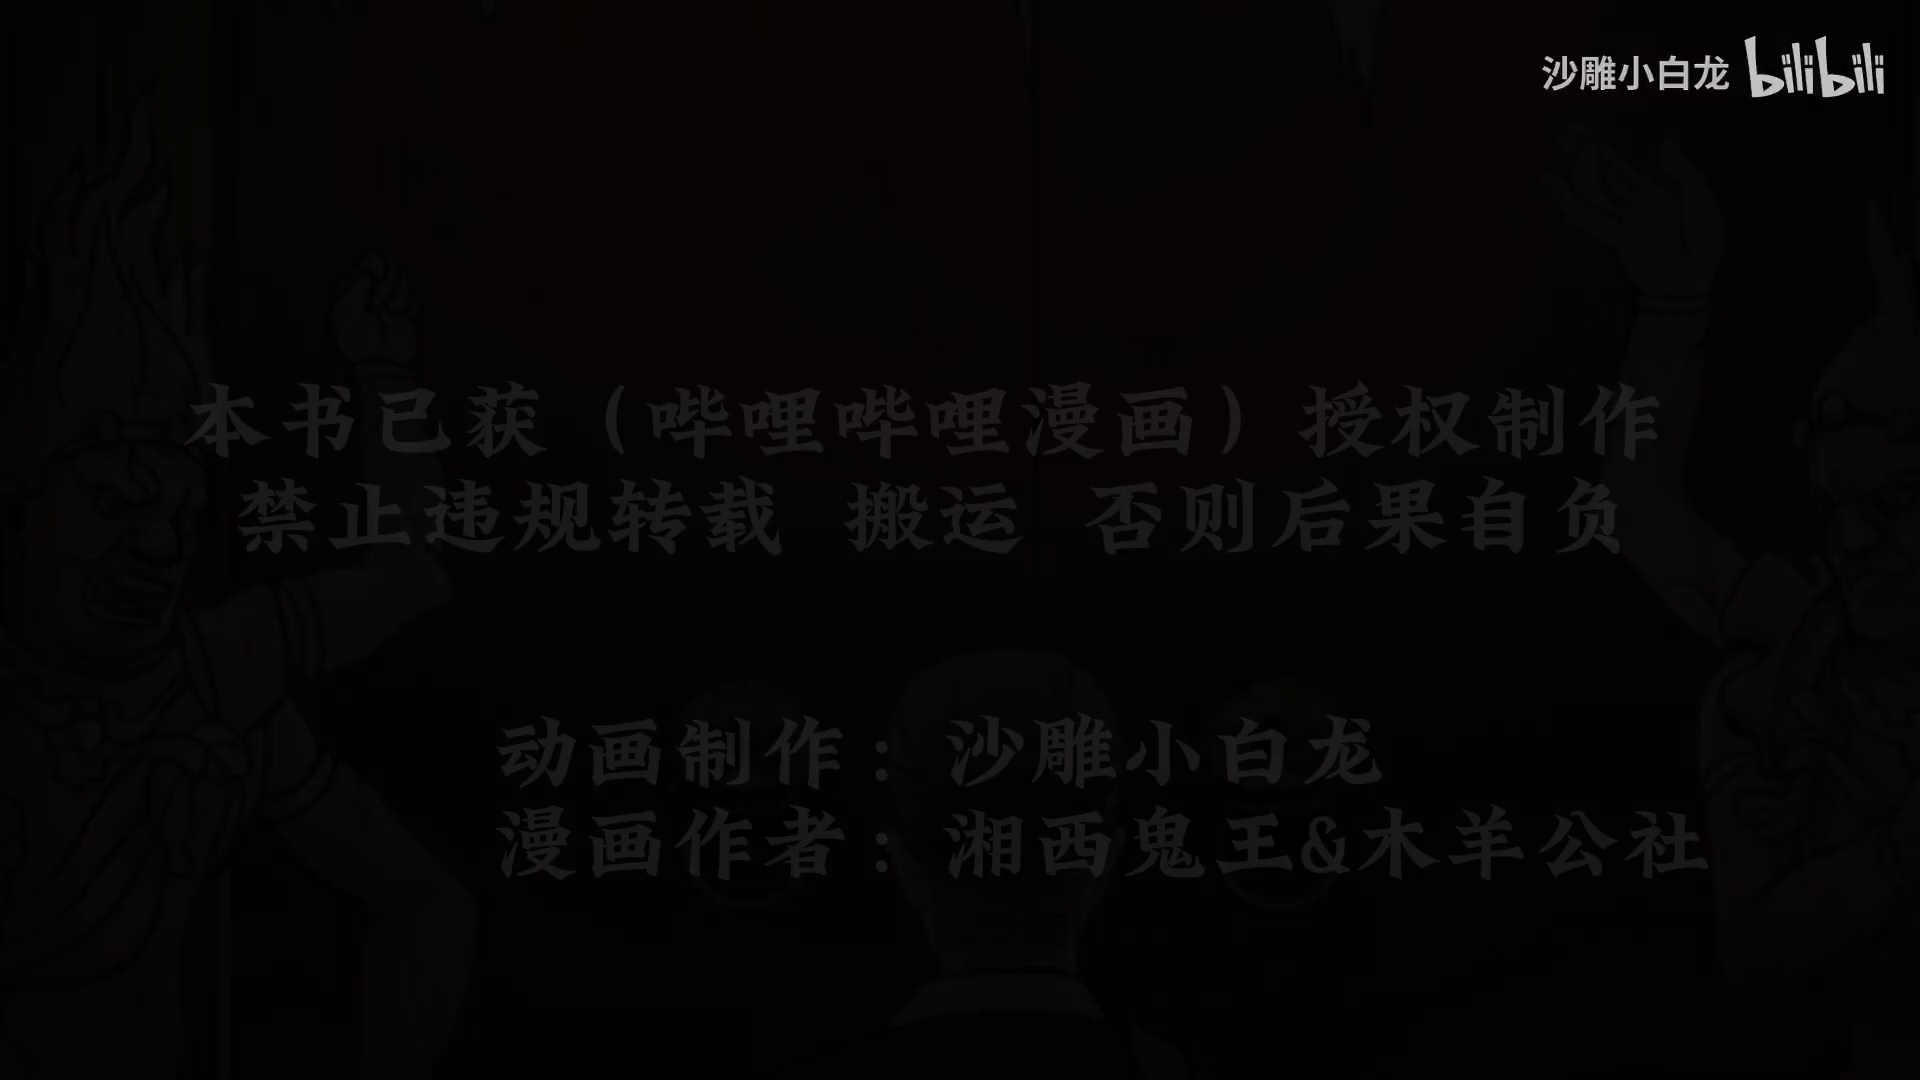 沙雕小白龙 bilibili
本书已获（哔哩哔哩漫画）授权制作
禁止违规转载 搬运 否则后果自负
动画制作：沙雕小白龙
漫画作者：湘西鬼王&木羊公社